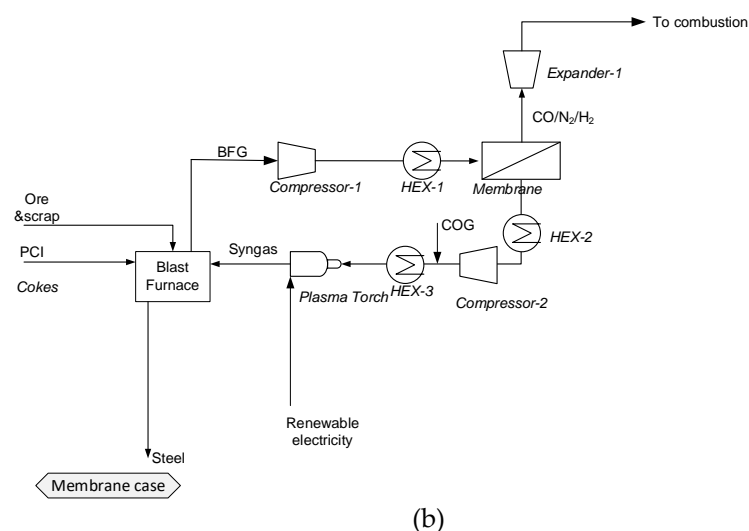 To combustion
Expander-1
CO/N₂/H₂
BFG
Compressor-1
HEX-1
Membrane
Ore
&scrap
COG
HEX-2
PCI
Syngas
Blast
Furnace
Cokes
Plasma Torch
HEX-3
Compressor-2
Renewable
electricity
Steel
Membrane case
(b)